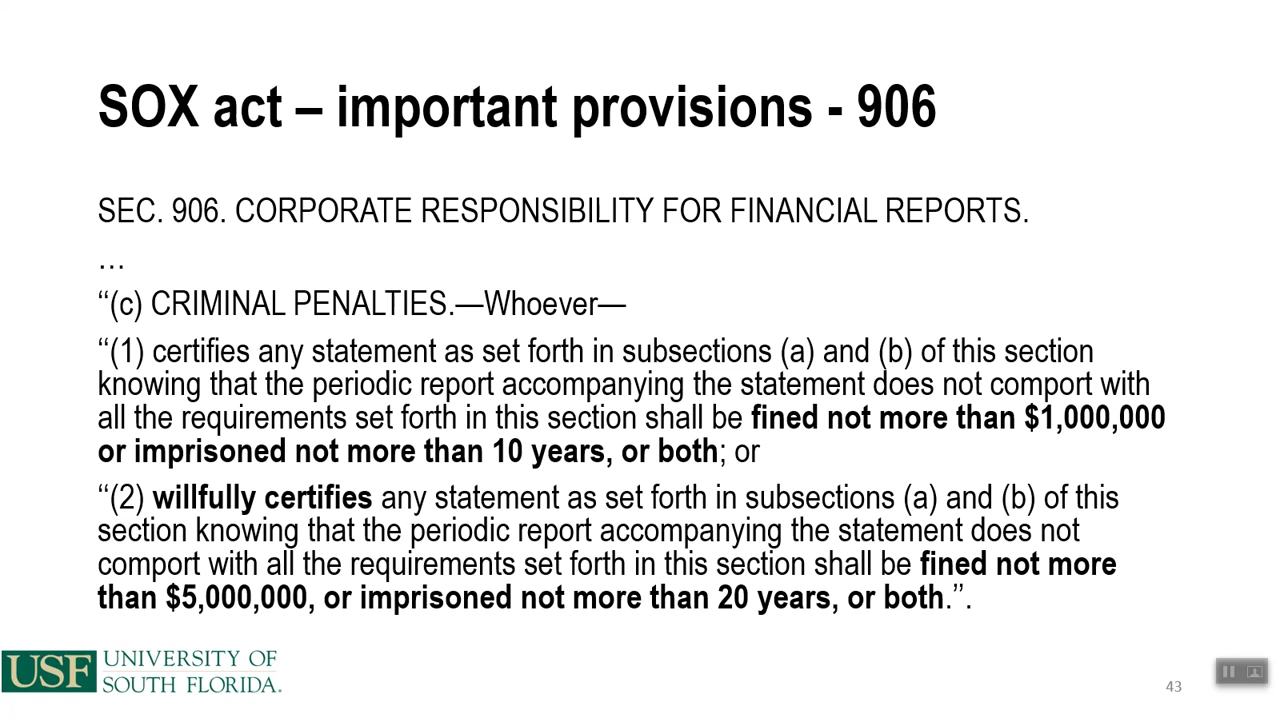 SOX act – important provisions - 906
SEC. 906. CORPORATE RESPONSIBILITY FOR FINANCIAL REPORTS.
…
‘‘(c) CRIMINAL PENALTIES.—Whoever—
‘‘(1) certifies any statement as set forth in subsections (a) and (b) of this section
knowing that the periodic report accompanying the statement does not comport with
all the requirements set forth in this section shall be fined not more than $1,000,000
or imprisoned not more than 10 years, or both; or
‘‘(2) willfully certifies any statement as set forth in subsections (a) and (b) of this
section knowing that the periodic report accompanying the statement does not
comport with all the requirements set forth in this section shall be fined not more
than $5,000,000, or imprisoned not more than 20 years, or both.’’.
USF UNIVERSITY OF
SOUTH FLORIDA.
43